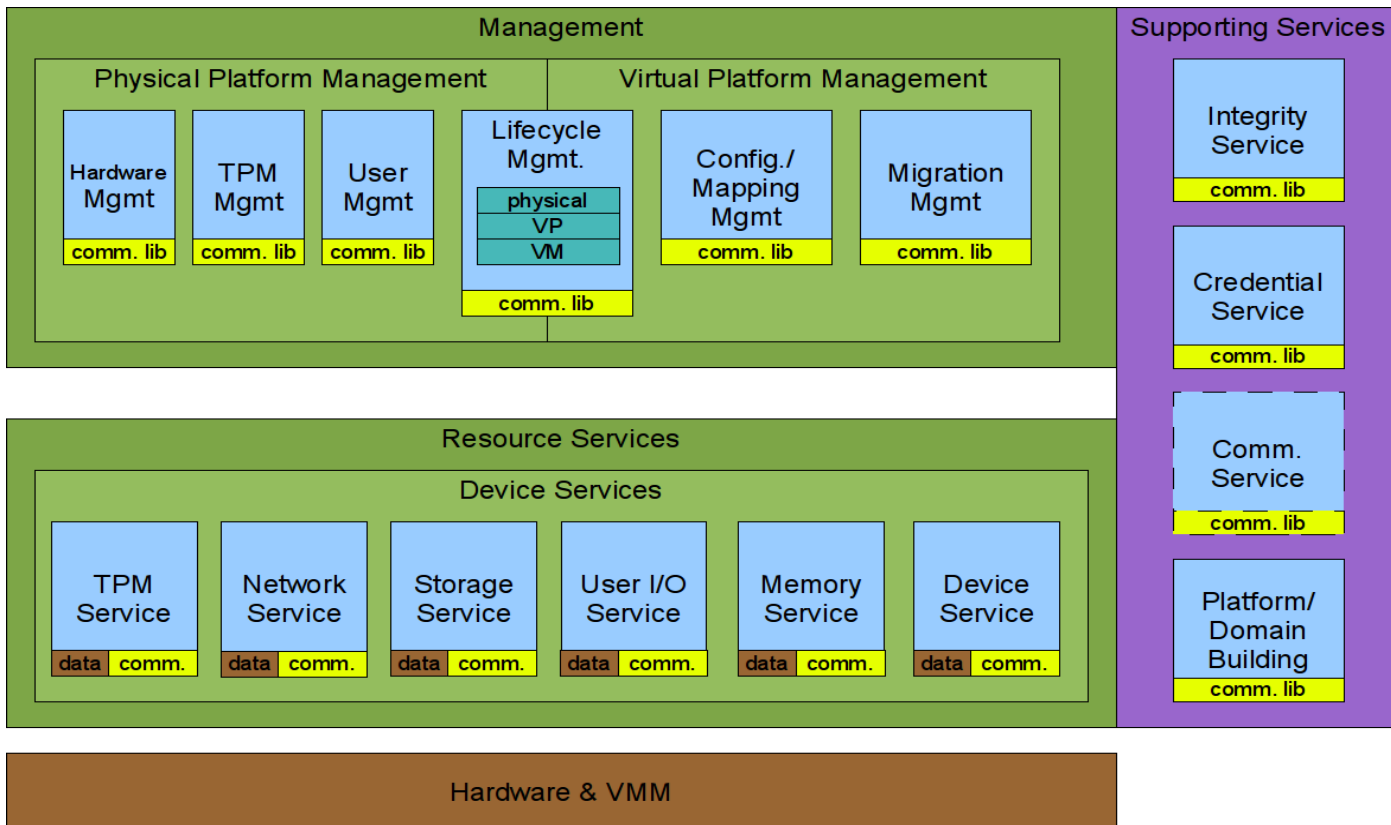 Management
Supporting Services
Physical Platform Management
Virtual Platform Management
Hardware
Mgmt
comm. lib
TPM
Mgmt
comm. lib
User
Mgmt
comm. lib
Lifecycle
Mgmt.
physical
VP
VM
comm. lib
Config./
Mapping
Mgmt
comm. lib
Migration
Mgmt
comm. lib
Integrity
Service
comm. lib
Credential
Service
comm. lib
Comm.
Service
comm. lib
Platform/
Domain
Building
comm. lib
Resource Services
Device Services
TPM
Service
data comm.
Network
Service
data comm.
Storage
Service
data comm.
User I/O
Service
data comm.
Memory
Service
data comm.
Device
Service
data comm.
Hardware & VMM